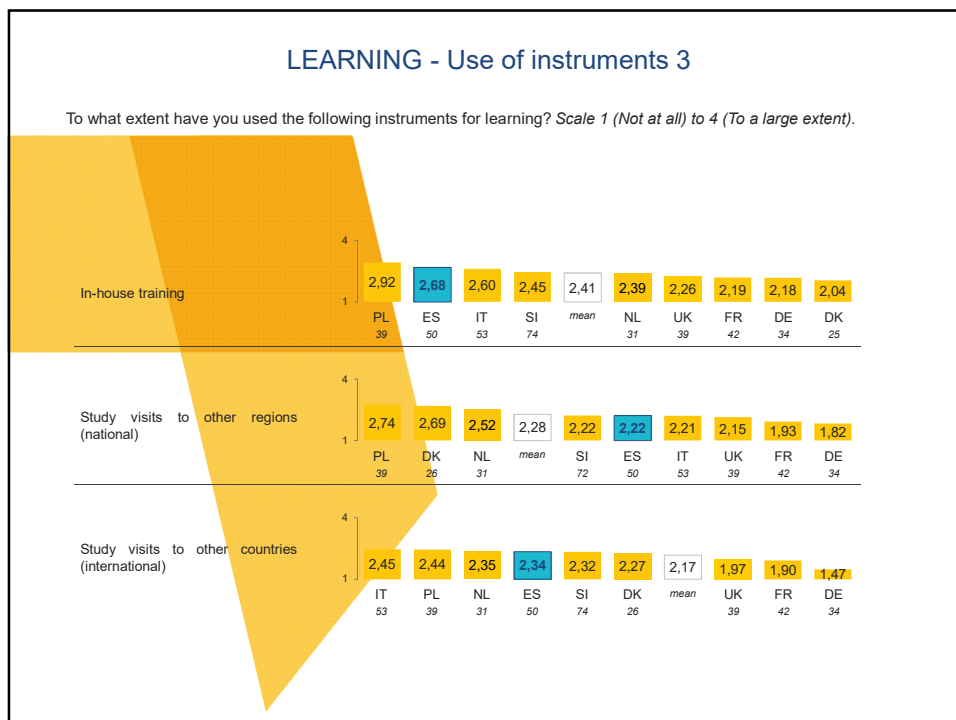 LEARNING - Use of instruments 3
To what extent have you used the following instruments for learning? Scale 1 (Not at all) to 4 (To a large extent).
4
In-house training
1
2,92 2,68 2,60 2,45 2,41 2,39 2,26 2,19 2,18 2,04
PL ES IT SI mean NL UK FR DE DK
39 50 53 74 31 39 42 34 25
4
Study visits to other regions
(national)
1
2,74 2,69 2,52 2,28 2,22 2,22 2,21 2,15 1,93 1,82
PL DK NL mean SI ES IT UK FR DE
39 26 31 72 50 53 39 42 34
4
Study visits to other countries
(international)
1
2,45 2,44 2,35 2,34 2,32 2,27 2,17 1,97 1,90 1,47
IT PL NL ES SI DK mean UK FR DE
53 39 31 50 74 26 39 42 34